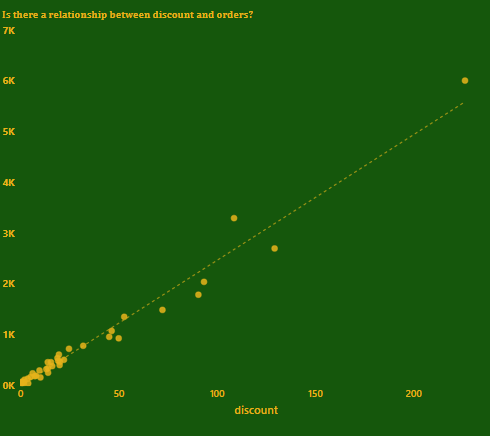 Is there a relationship between discount and orders?
7K
6K
5K
4K
3K
2K
1K
0K
0 50 100 150 200
discount